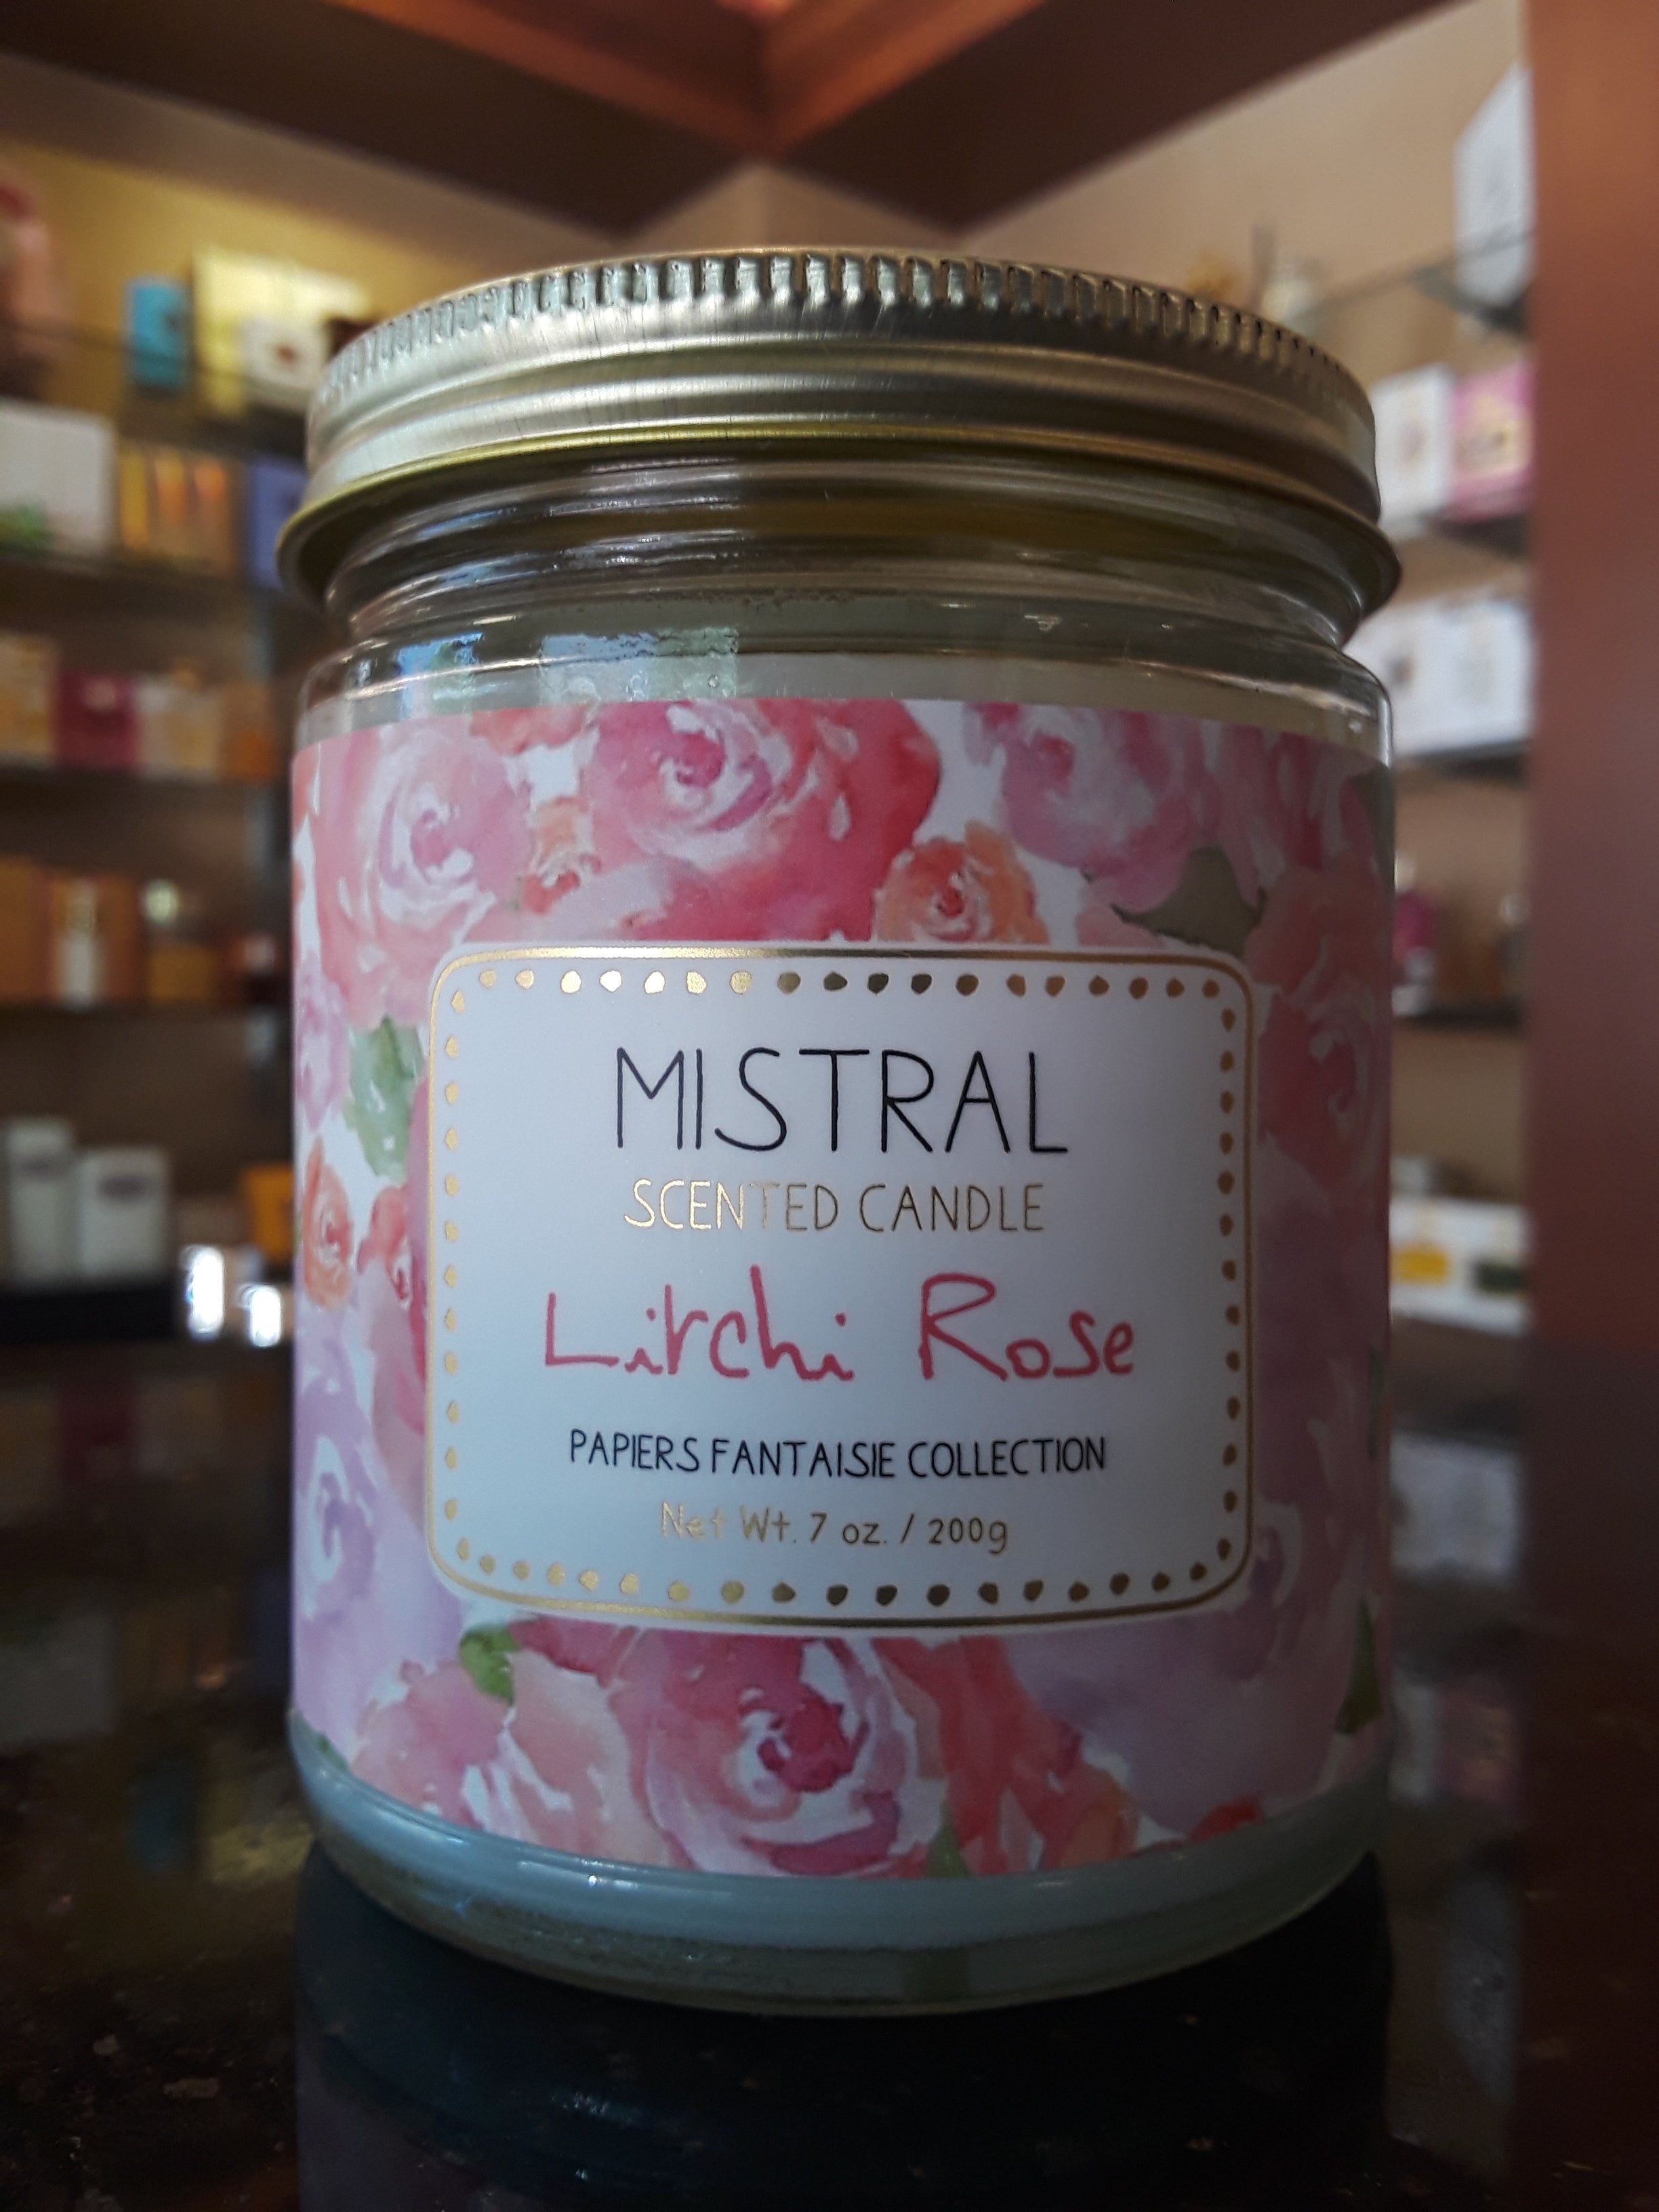 MISTRAL
SCENTED CANDLE
Litchi Rose
PAPIERS FANTAISIE COLLECTION
Net Wt. 7 oz. / 200g